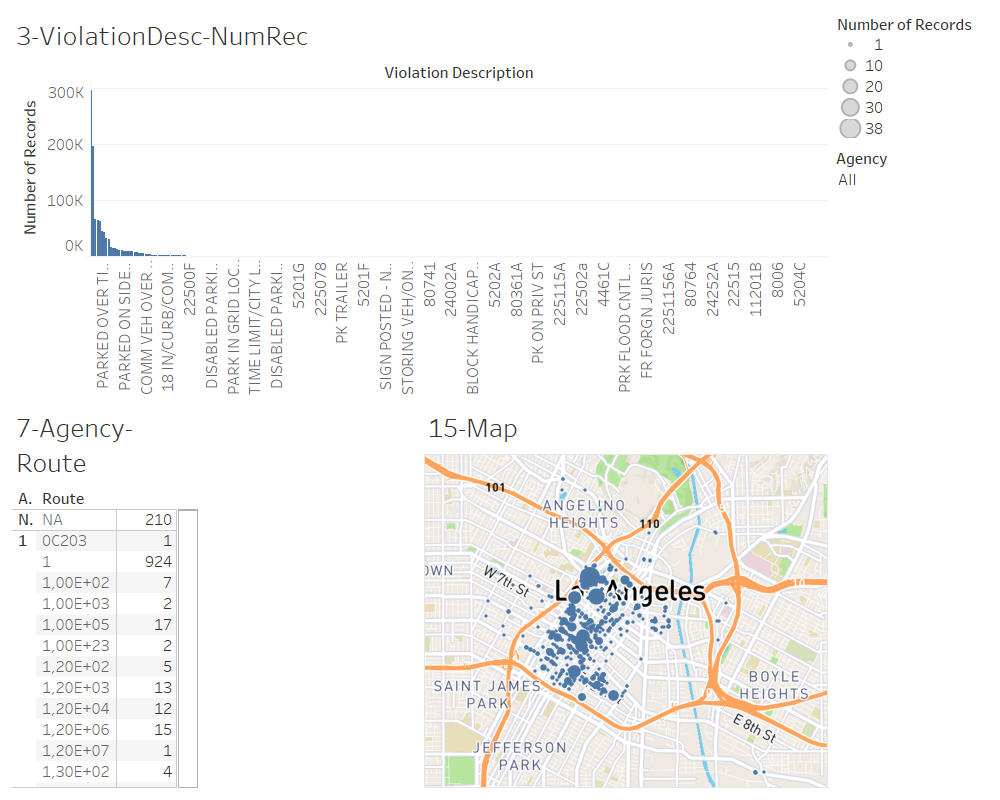 3-ViolationDesc-NumRec
Violation Description
Number of Records
300K
200K
100K
0K
PARKED OVER TI..
PARKED ON SIDE..
COMM VEH OVER ..
18 IN/CURB/COM..
22500F
DISABLED PARKI..
PARK IN GRID LOC..
TIME LIMIT/CITY L..
DISABLED PARKI..
5201G
225078
PK TRAILER
5201F
SIGN POSTED - N..
STORING VEH/ON..
80741
24002A
BLOCK HANDICAP..
5202A
80361A
PK ON PRIV ST
225115A
22502a
4461C
PRK FLOOD CNTL ..
FR FORGN JURIS
225116A
80764
24252A
22515
11201B
8006
5204C
Number of Records
1
10
20
30
38
Agency
All
7-Agency-
Route
A. Route
N. NA 210
1 0C203 1
1 924
1,00E+02 7
1,00E+03 2
1,00E+05 17
1,00E+23 2
1,20E+02 5
1,20E+03 13
1,20E+04 12
1,20E+06 15
1,20E+07 1
1,30E+02 4
15-Map
101
ANGELINO
HEIGHTS
110
OWN
W 7th St
Los Angeles
10
SAINT JAMES
PARK
BOYLE
HEIGHTS
E 8th St
JEFFERSON
PARK